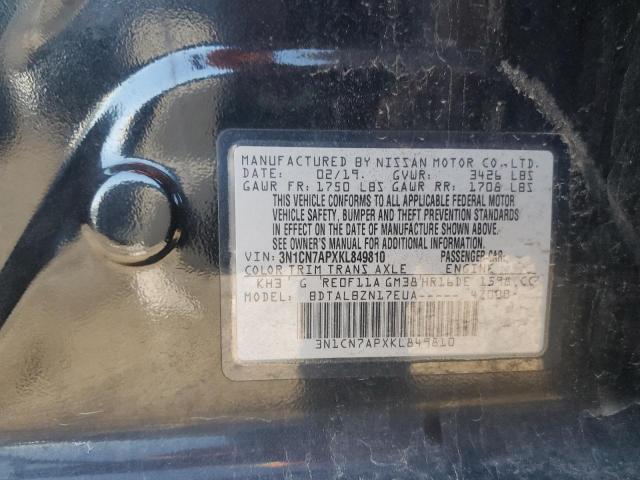 MANUFACTURED BY NISSAN MOTOR CO.,LTD.
DATE: 02/19. GVWR: 3426 LBS
GAWR FR: 1750 LBS GAWR RR: 1708 LBS
THIS VEHICLE CONFORMS TO ALL APPLICABLE FEDERAL MOTOR
VEHICLE SAFETY, BUMPER AND THEFT PREVENTION STANDARDS
IN EFFECT ON THE DATE OF MANUFACTURE SHOWN ABOVE.
SEE OWNER'S MANUAL FOR ADDITIONAL INFORMATION.
VIN: 3N1CN7APXKL849810 PASSENGER CAR
COLOR TRIM TRANS AXLE ENGINE
KH3 G RE0F11A GM38 HR16DE 1598 CC
MODEL: BDTALBZN17EUA----- 42008-
3N1CN7APXKL849810